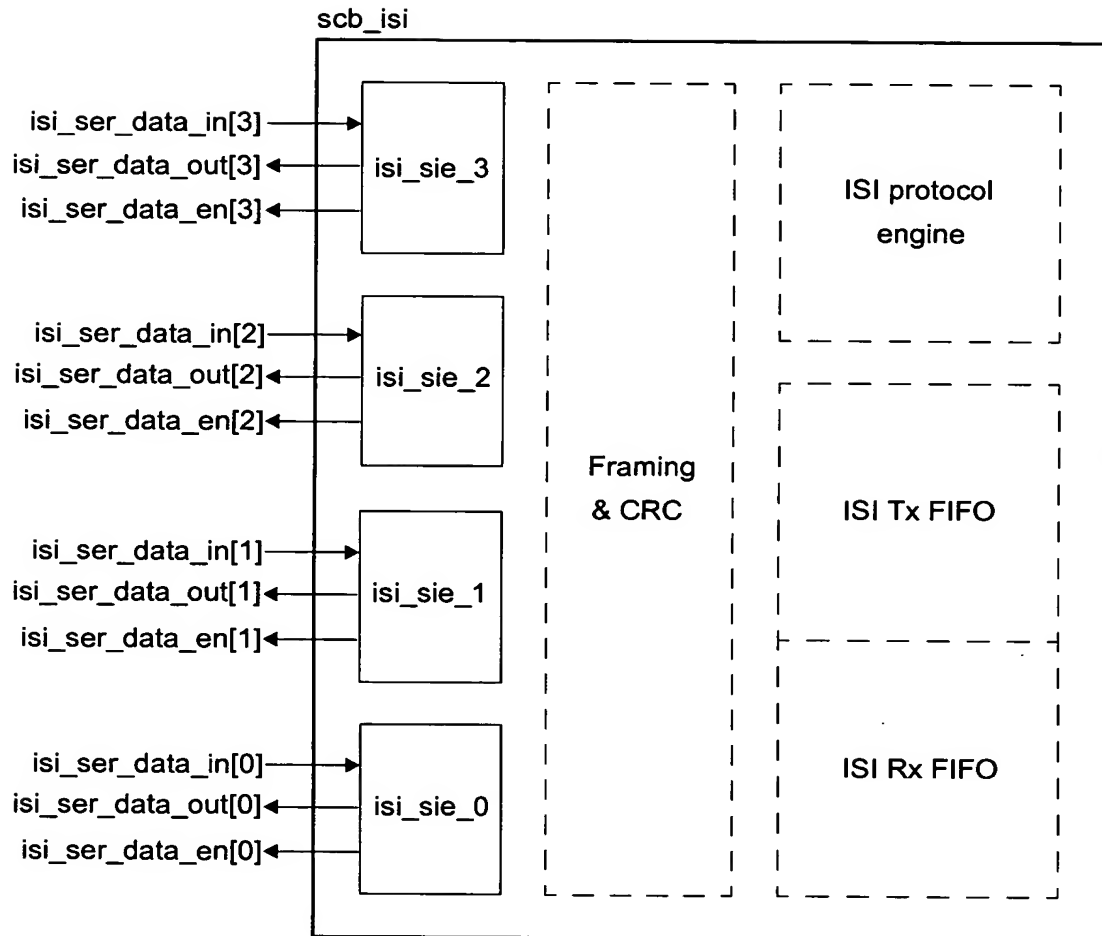 scb_isi
isi_ser_data_in[3]
isi_ser_data_out[3]
isi_ser_data_en[3]
isi_sie_3
isi_ser_data_in[2]
isi_ser_data_out[2]
isi_ser_data_en[2]
isi_sie_2
isi_ser_data_in[1]
isi_ser_data_out[1]
isi_ser_data_en[1]
isi_sie_1
isi_ser_data_in[0]
isi_ser_data_out[0]
isi_ser_data_en[0]
isi_sie_0
Framing
& CRC
ISI protocol
engine
ISI Tx FIFO
ISI Rx FIFO